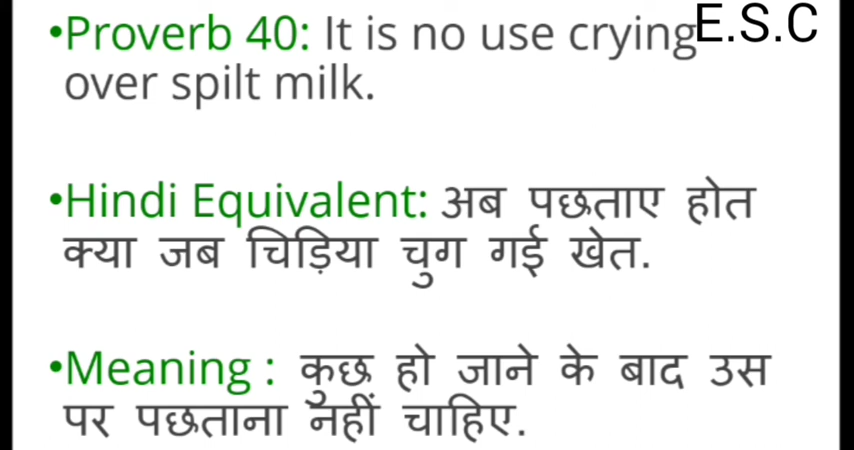 •Proverb 40: It is no use crying
E.S.C
over spilt milk.
•Hindi Equivalent: अब पछताए होत
क्या जब चिड़िया चुग गई खेत.
•Meaning : कुछ हो जाने के बाद उस
पर पछताना नहीं चाहिए.